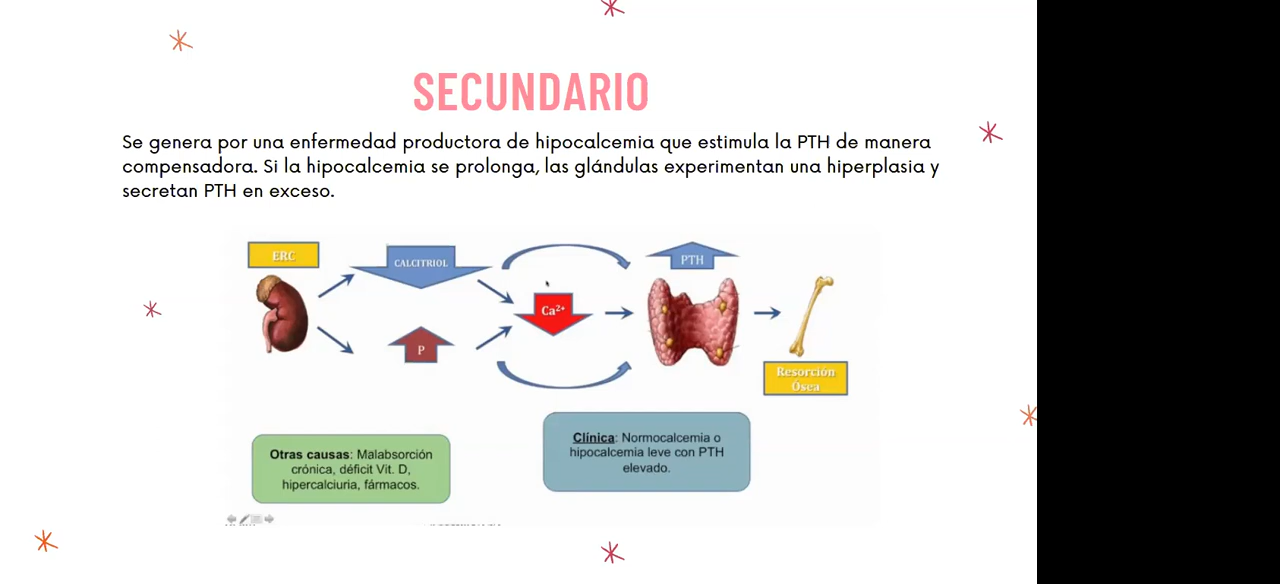 SECUNDARIO
Se genera por una enfermedad productora de hipocalcemia que estimula la PTH de manera
compensadora. Si la hipocalcemia se prolonga, las glándulas experimentan una hiperplasia y
secretan PTH en exceso.
ERC
CALCITRIOL
PTH
Ca²⁺
P
Resorción
Ósea
Clínica: Normocalcemia o
hipocalcemia leve con PTH
elevado.
Otras causas: Malabsorción
crónica, déficit Vit. D,
hipercalciuria, fármacos.